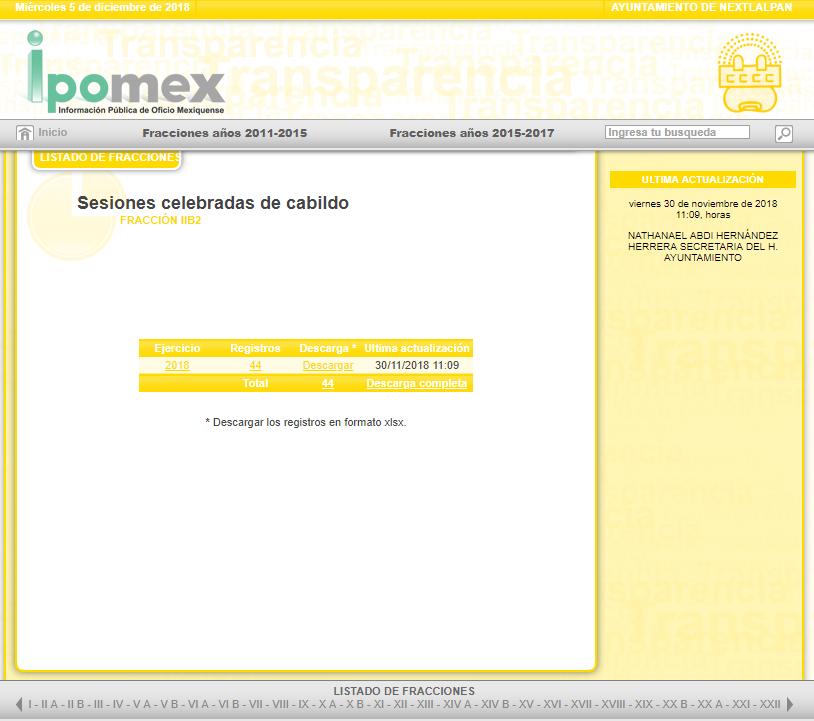 Miércoles 5 de diciembre de 2018
AYUNTAMIENTO DE NEXTLALPAN
Transparencia
ipomex
Información Pública de Oficio Mexiquense
Inicio
Fracciones años 2011-2015
Fracciones años 2015-2017
Ingresa tu busqueda
LISTADO DE FRACCIONES
Sesiones celebradas de cabildo
FRACCIÓN IIB2
Ejercicio Registros Descarga * Ultima actualización
2018 44 Descargar 30/11/2018 11:09
Total 44 Descarga completa
* Descargar los registros en formato xlsx.
ULTIMA ACTUALIZACIÓN
viernes 30 de noviembre de 2018
11:09, horas
NATHANAEL ABDI HERNÁNDEZ
HERRERA SECRETARIA DEL H.
AYUNTAMIENTO
LISTADO DE FRACCIONES
I - II A - II B - III - IV - V A - V B - VI A - VI B - VII - VIII - IX - X A - X B - XI - XII - XIII - XIV A - XIV B - XV - XVI - XVII - XVIII - XIX - XX B - XX A - XXI - XXII